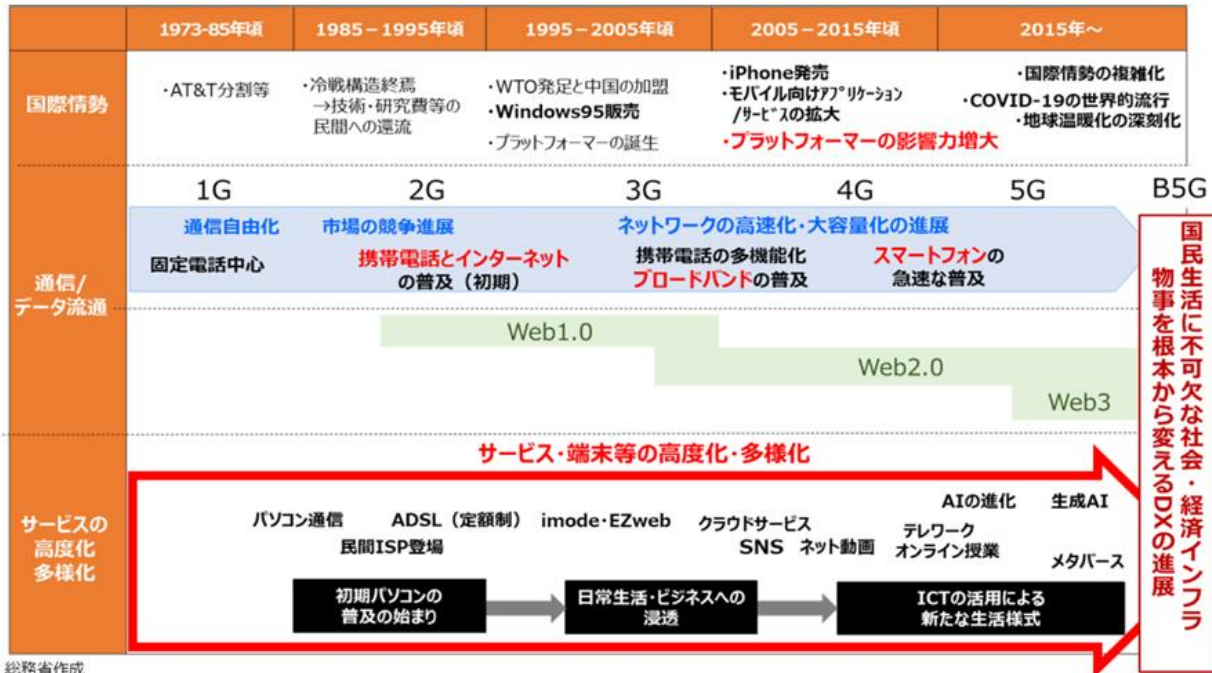 1973-85年頃
1985－1995年頃
1995－2005年頃
2005－2015年頃
2015年～
国際情勢
・AT&T分割等
・冷戦構造終焉
→技術・研究費等の
民間への還流
・WTO発足と中国の加盟
・Windows95販売
・プラットフォーマーの誕生
・iPhone発売
・モバイル向けｱﾌﾟﾘｹｰｼｮﾝ
/ｻｰﾋﾞｽの拡大
・プラットフォーマーの影響力増大
・国際情勢の複雑化
・COVID-19の世界的流行
・地球温暖化の深刻化
通信/
データ流通
1G
2G
3G
4G
5G
B5G
通信自由化
市場の競争進展
ネットワークの高速化・大容量化の進展
固定電話中心
携帯電話とインターネット
の普及（初期）
携帯電話の多機能化
ブロードバンドの普及
スマートフォンの
急速な普及
Web1.0
Web2.0
Web3
サービスの
高度化
多様化
サービス・端末等の高度化・多様化
パソコン通信
ADSL（定額制）
民間ISP登場
imode・EZweb
クラウドサービス
SNS
ネット動画
AIの進化
テレワーク
オンライン授業
生成AI
メタバース
初期パソコンの
普及の始まり
日常生活・ビジネスへの
浸透
ICTの活用による
新たな生活様式
国民生活に不可欠な社会・経済インフラ
物事を根本から変えるDXの進展
総務省作成